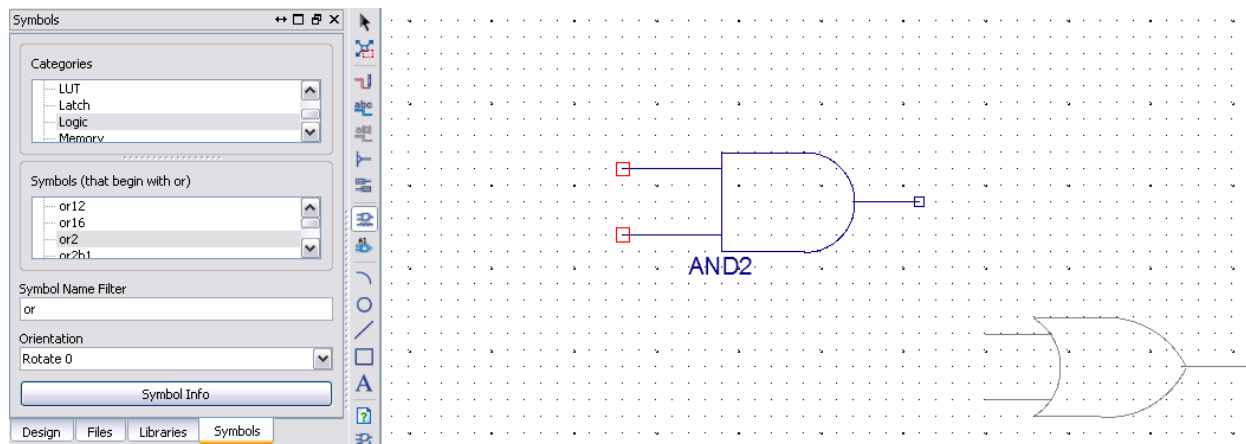 Symbols
Categories
LUT
Latch
Logic
Memory
Symbols (that begin with or)
or12
or16
or2
or2b1
Symbol Name Filter
or
Orientation
Rotate 0
Symbol Info
Design Files Libraries Symbols
abc
A
AND2